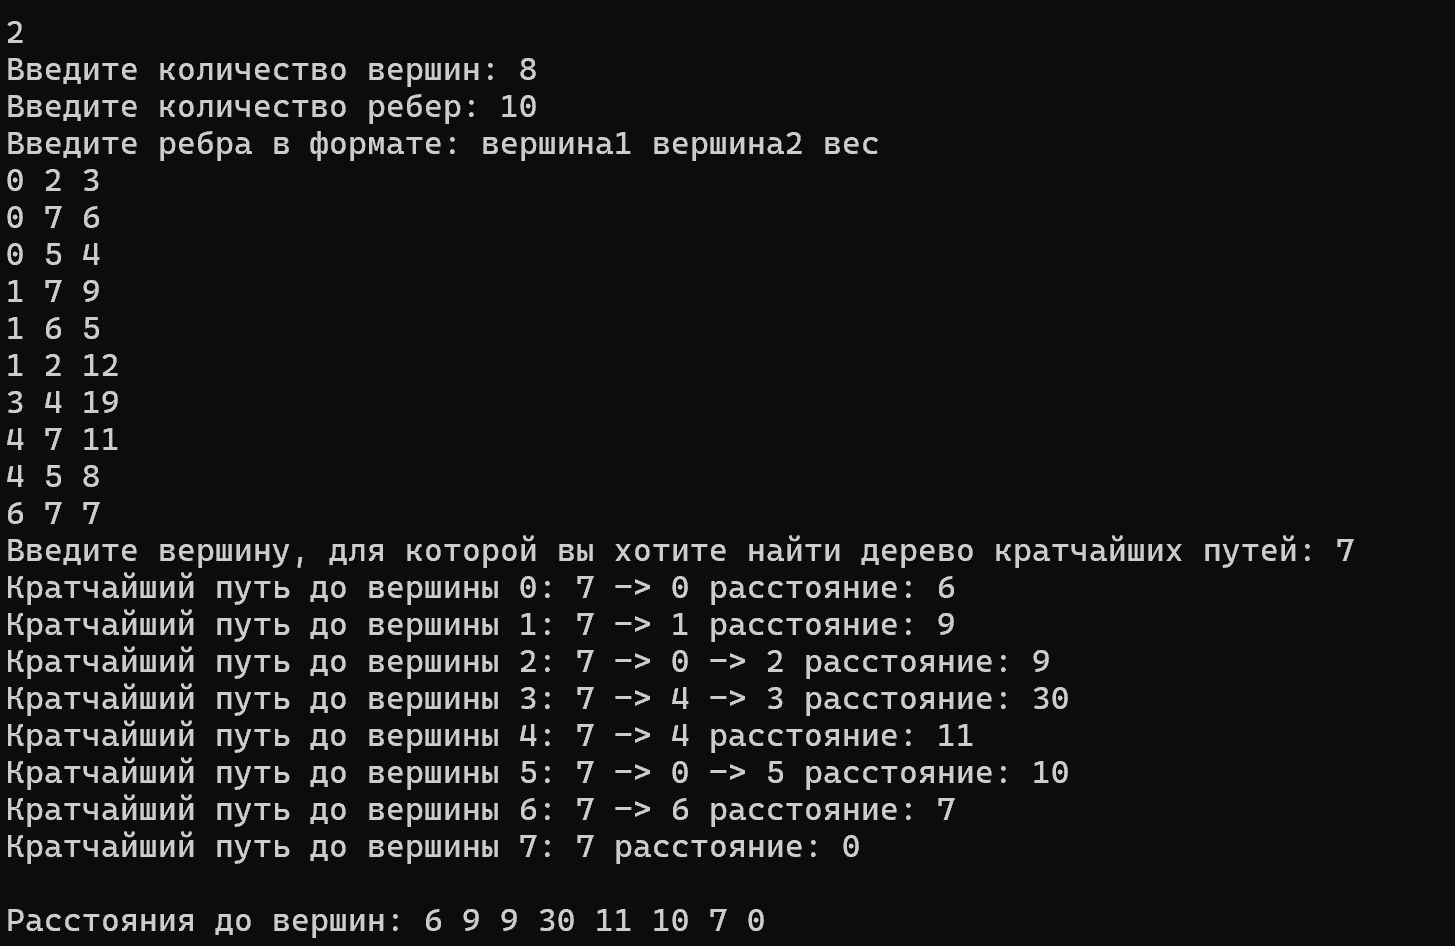 2
Введите количество вершин: 8
Введите количество ребер: 10
Введите ребра в формате: вершина1 вершина2 вес
0 2 3
0 7 6
0 5 4
1 7 9
1 6 5
1 2 12
3 4 19
4 7 11
4 5 8
6 7 7
Введите вершину, для которой вы хотите найти дерево кратчайших путей: 7
Кратчайший путь до вершины 0: 7 -> 0 расстояние: 6
Кратчайший путь до вершины 1: 7 -> 1 расстояние: 9
Кратчайший путь до вершины 2: 7 -> 0 -> 2 расстояние: 9
Кратчайший путь до вершины 3: 7 -> 4 -> 3 расстояние: 30
Кратчайший путь до вершины 4: 7 -> 4 расстояние: 11
Кратчайший путь до вершины 5: 7 -> 0 -> 5 расстояние: 10
Кратчайший путь до вершины 6: 7 -> 6 расстояние: 7
Кратчайший путь до вершины 7: 7 расстояние: 0
Расстояния до вершин: 6 9 9 30 11 10 7 0